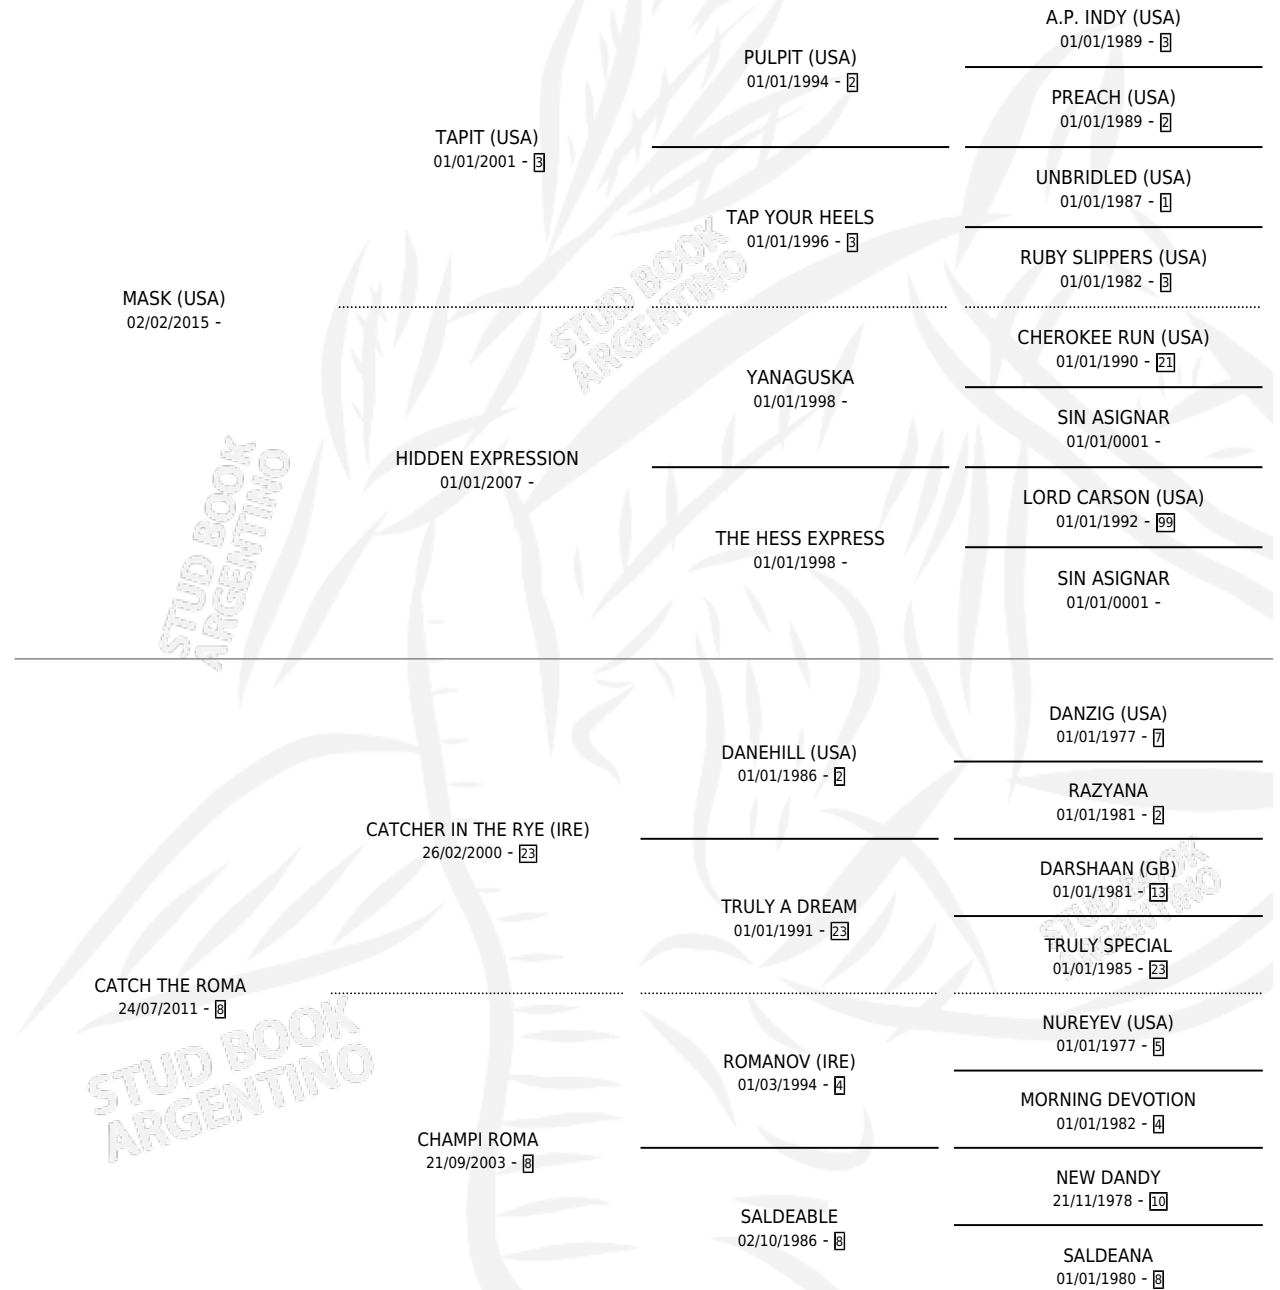 A.P. INDY (USA)
01/01/1989 - 3
PULPIT (USA)
01/01/1994 - 2
PREACH (USA)
01/01/1989 - 2
TAPIT (USA)
01/01/2001 - 3
UNBRIDLED (USA)
01/01/1987 - 1
TAP YOUR HEELS
01/01/1996 - 3
RUBY SLIPPERS (USA)
01/01/1982 - 3
MASK (USA)
02/02/2015 -
CHEROKEE RUN (USA)
01/01/1990 - 21
YANAGUSKA
01/01/1998 -
SIN ASIGNAR
01/01/0001 -
HIDDEN EXPRESSION
01/01/2007 -
LORD CARSON (USA)
01/01/1992 - 99
THE HESS EXPRESS
01/01/1998 -
SIN ASIGNAR
01/01/0001 -
DANZIG (USA)
01/01/1977 - 7
DANEHILL (USA)
01/01/1986 - 2
RAZYANA
01/01/1981 - 2
CATCHER IN THE RYE (IRE)
26/02/2000 - 23
DARSHAAN (GB)
01/01/1981 - 13
TRULY A DREAM
01/01/1991 - 23
TRULY SPECIAL
01/01/1985 - 23
CATCH THE ROMA
24/07/2011 - 8
NUREYEV (USA)
01/01/1977 - 5
ROMANOV (IRE)
01/03/1994 - 4
MORNING DEVOTION
01/01/1982 - 4
CHAMPI ROMA
21/09/2003 - 8
NEW DANDY
21/11/1978 - 10
SALDEABLE
02/10/1986 - 8
SALDEANA
01/01/1980 - 8
STUD BOOK
ARGENTINO
STUD BOOK
ARGENTINO
STUD BOOK
ARGENTINO
STUD BOOK
ARGENTINO